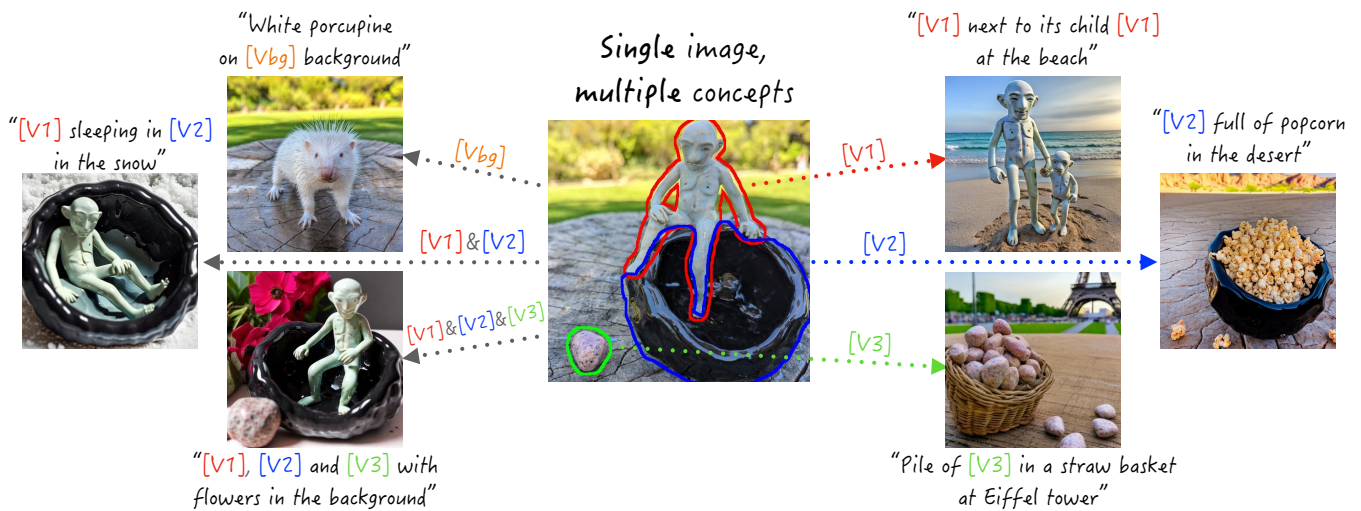 "White porcupine
on [Vbg] background"
Single image,
multiple concepts
"[V1] next to its child [V1]
at the beach"
"[V1] sleeping in [V2]
in the snow"
"[V2] full of popcorn
in the desert"
[Vbg]
[V1]
[V1]&[V2]
[V2]
[V1]&[V2]&[V3]
[V3]
"[V1], [V2] and [V3] with
flowers in the background"
"Pile of [V3] in a straw basket
at Eiffel tower"